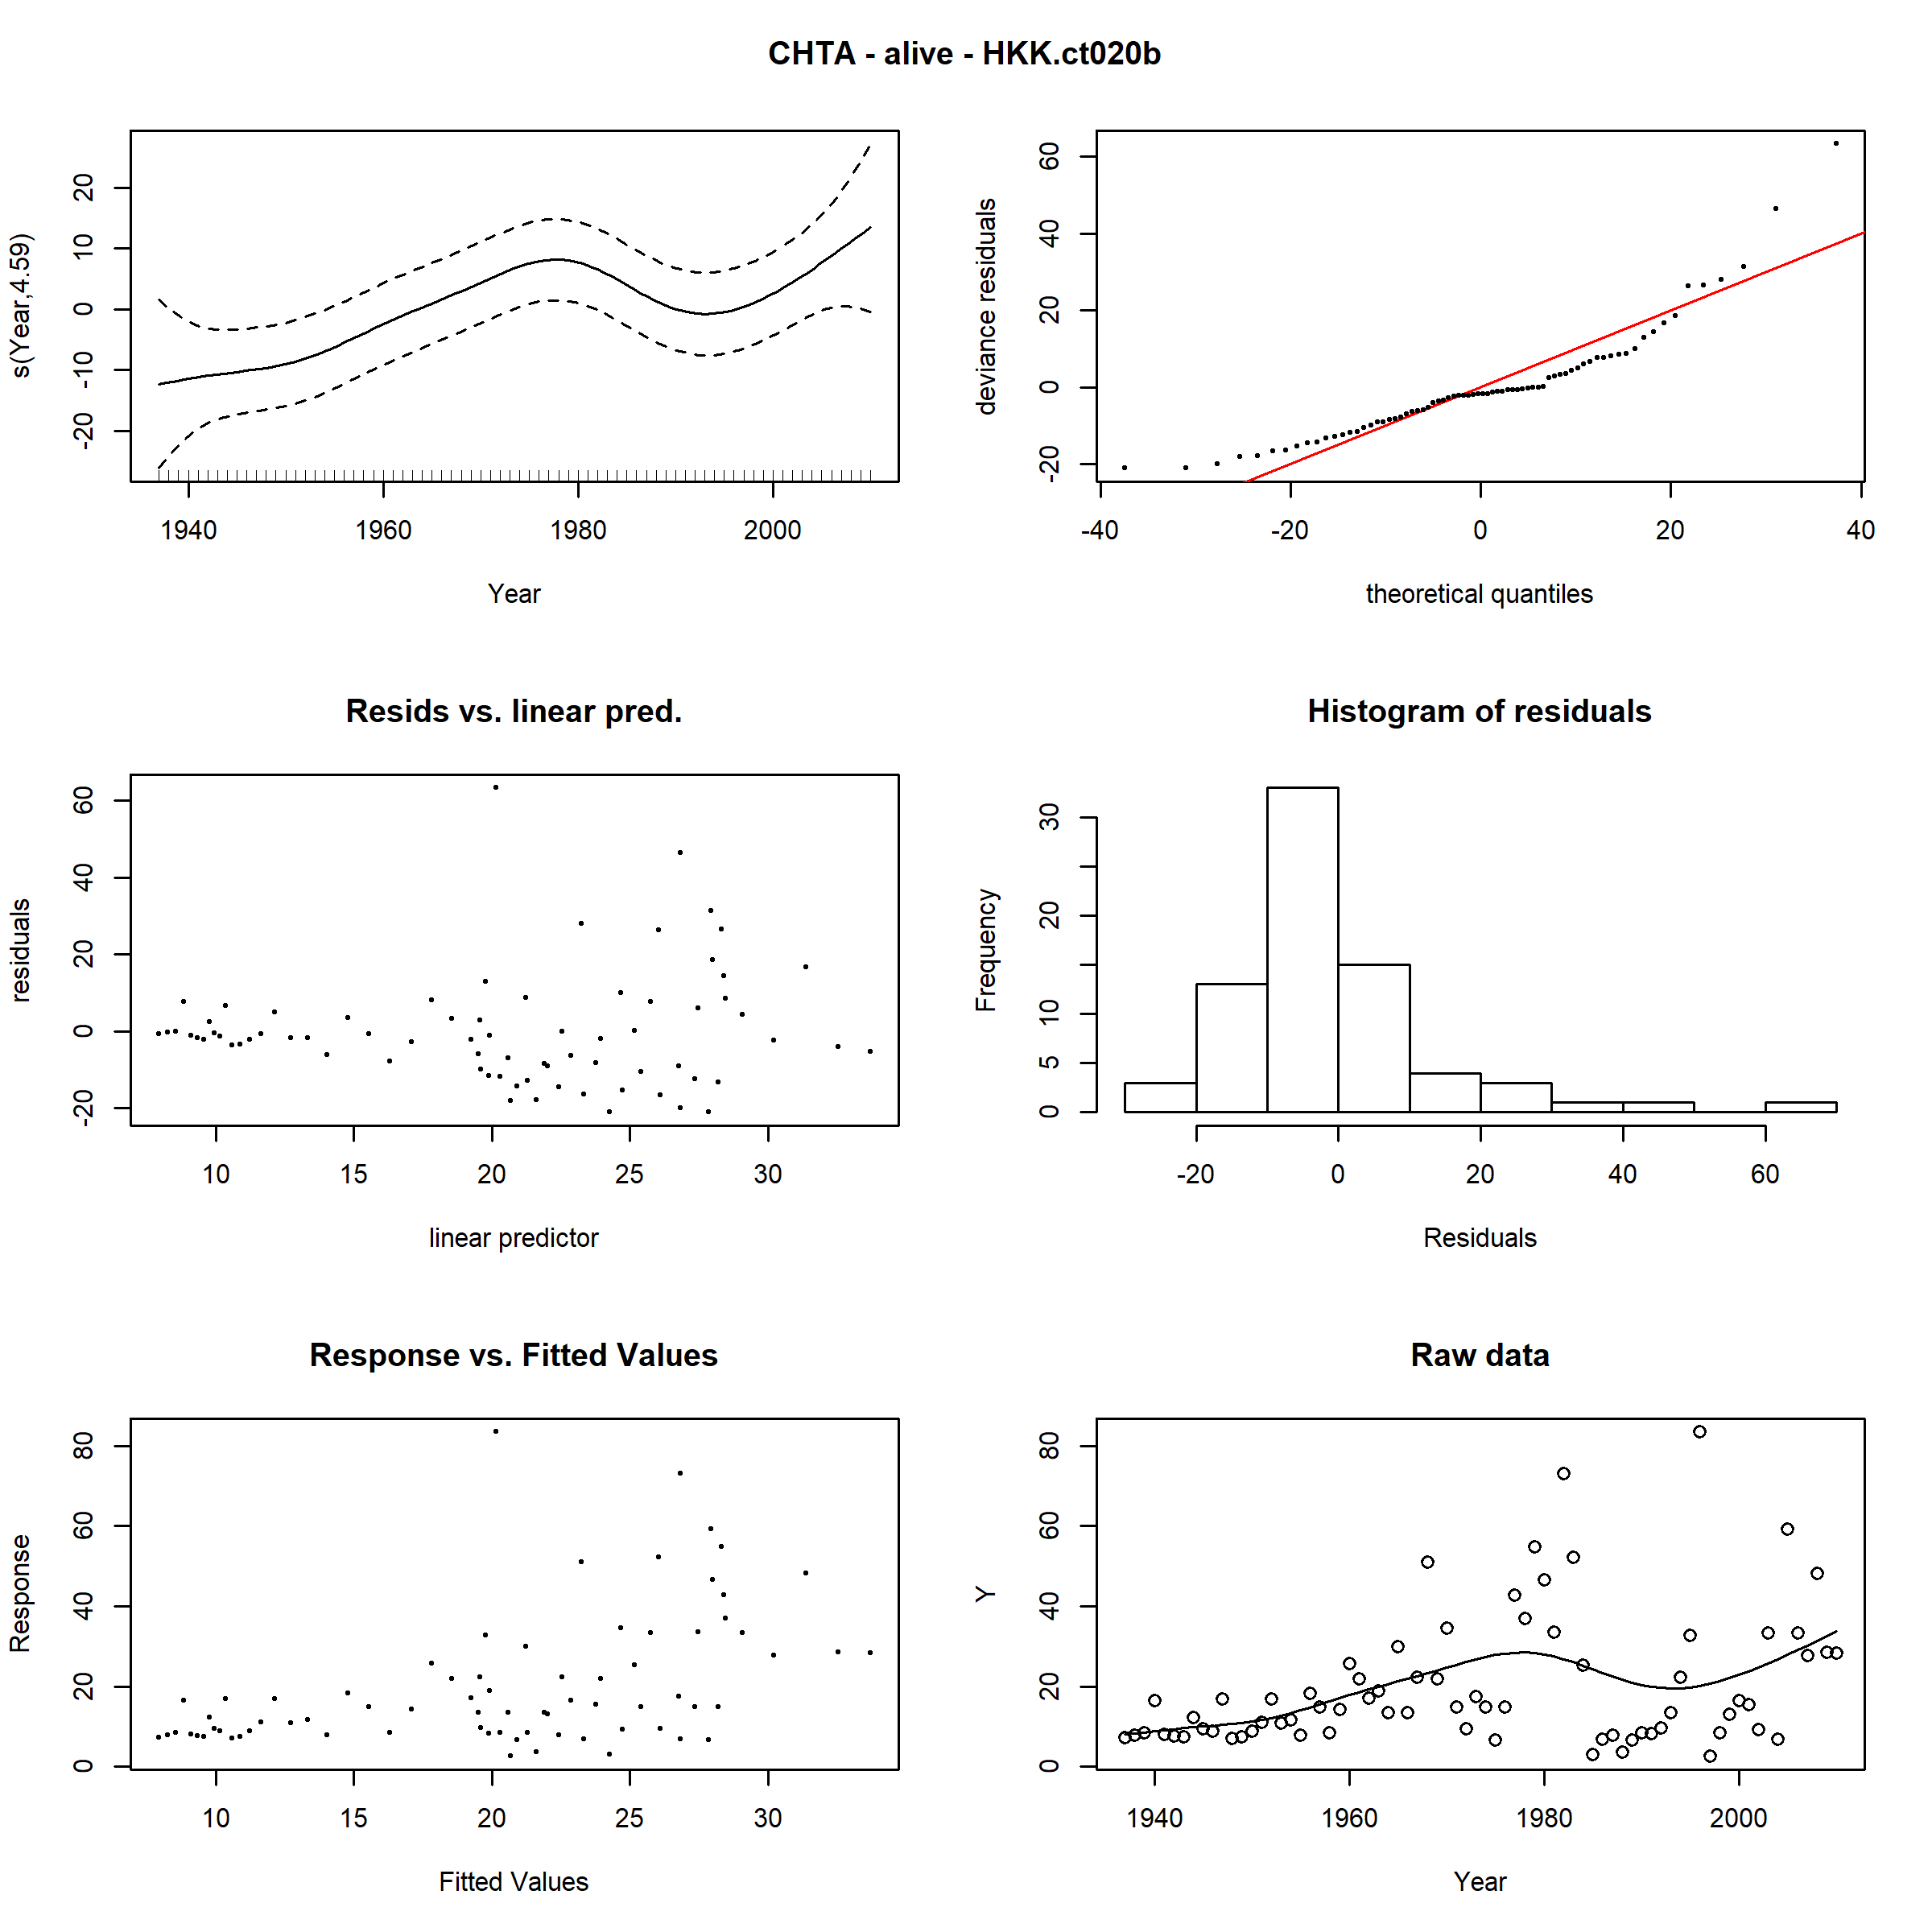 CHTA - alive - HKK.ct020b
s(Year,4.59)
20
10
0
-10
-20
1940 1960 1980 2000
Year
deviance residuals
60
40
20
0
-20
-40 -20 0 20 40
theoretical quantiles
Resids vs. linear pred.
residuals
60
40
20
0
-20
10 15 20 25 30
linear predictor
Histogram of residuals
Frequency
30
20
10
5
0
-20 0 20 40 60
Residuals
Response vs. Fitted Values
Response
80
60
40
20
0
10 15 20 25 30
Fitted Values
Raw data
Y
80
60
40
20
0
1940 1960 1980 2000
Year